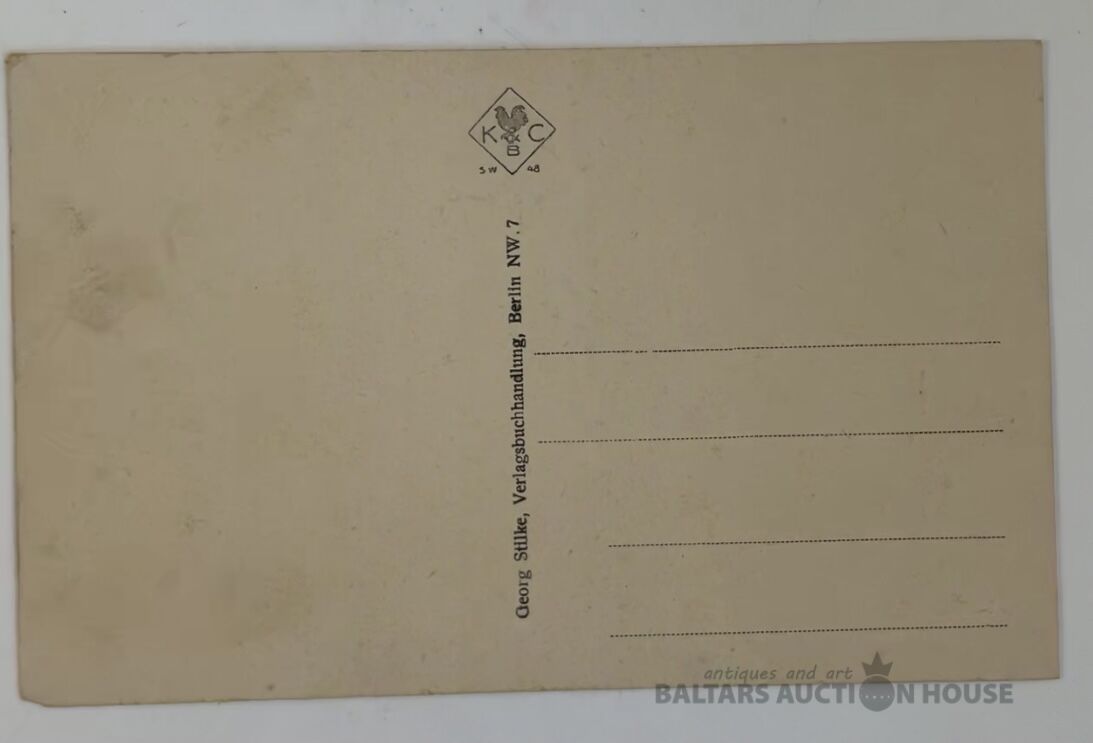 K B C
SW 48
Georg Stilke, Verlagsbuchhandlung, Berlin NW. 7
antiques and art
BALTARS AUCTION HOUSE